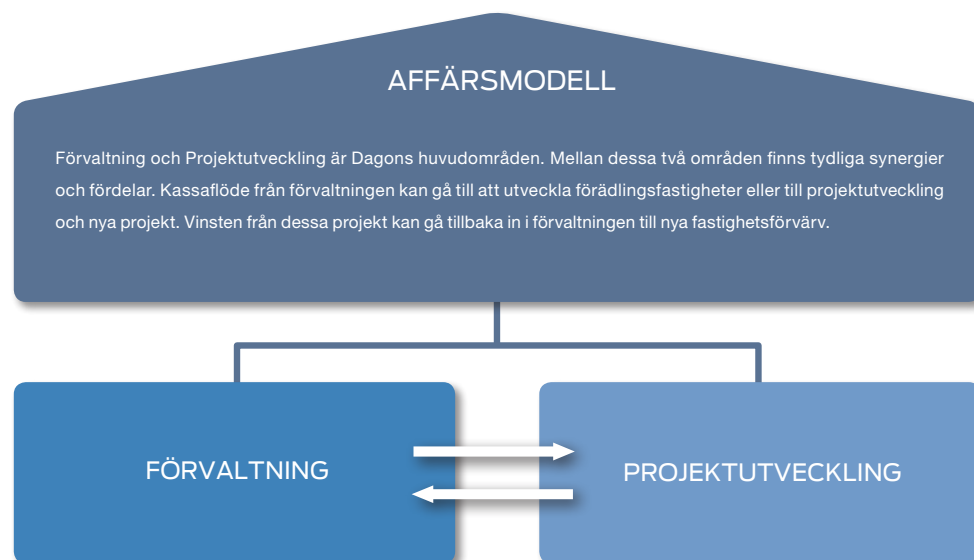 AFFÄRSMODELL
Förvaltning och Projektutveckling är Dagons huvudområden. Mellan dessa två områden finns tydliga synergier
och fördelar. Kassaflöde från förvaltningen kan gå till att utveckla förädlingsfastigheter eller till projektutveckling
och nya projekt. Vinsten från dessa projekt kan gå tillbaka in i förvaltningen till nya fastighetsförvärv.
FÖRVALTNING
PROJEKTUTVECKLING